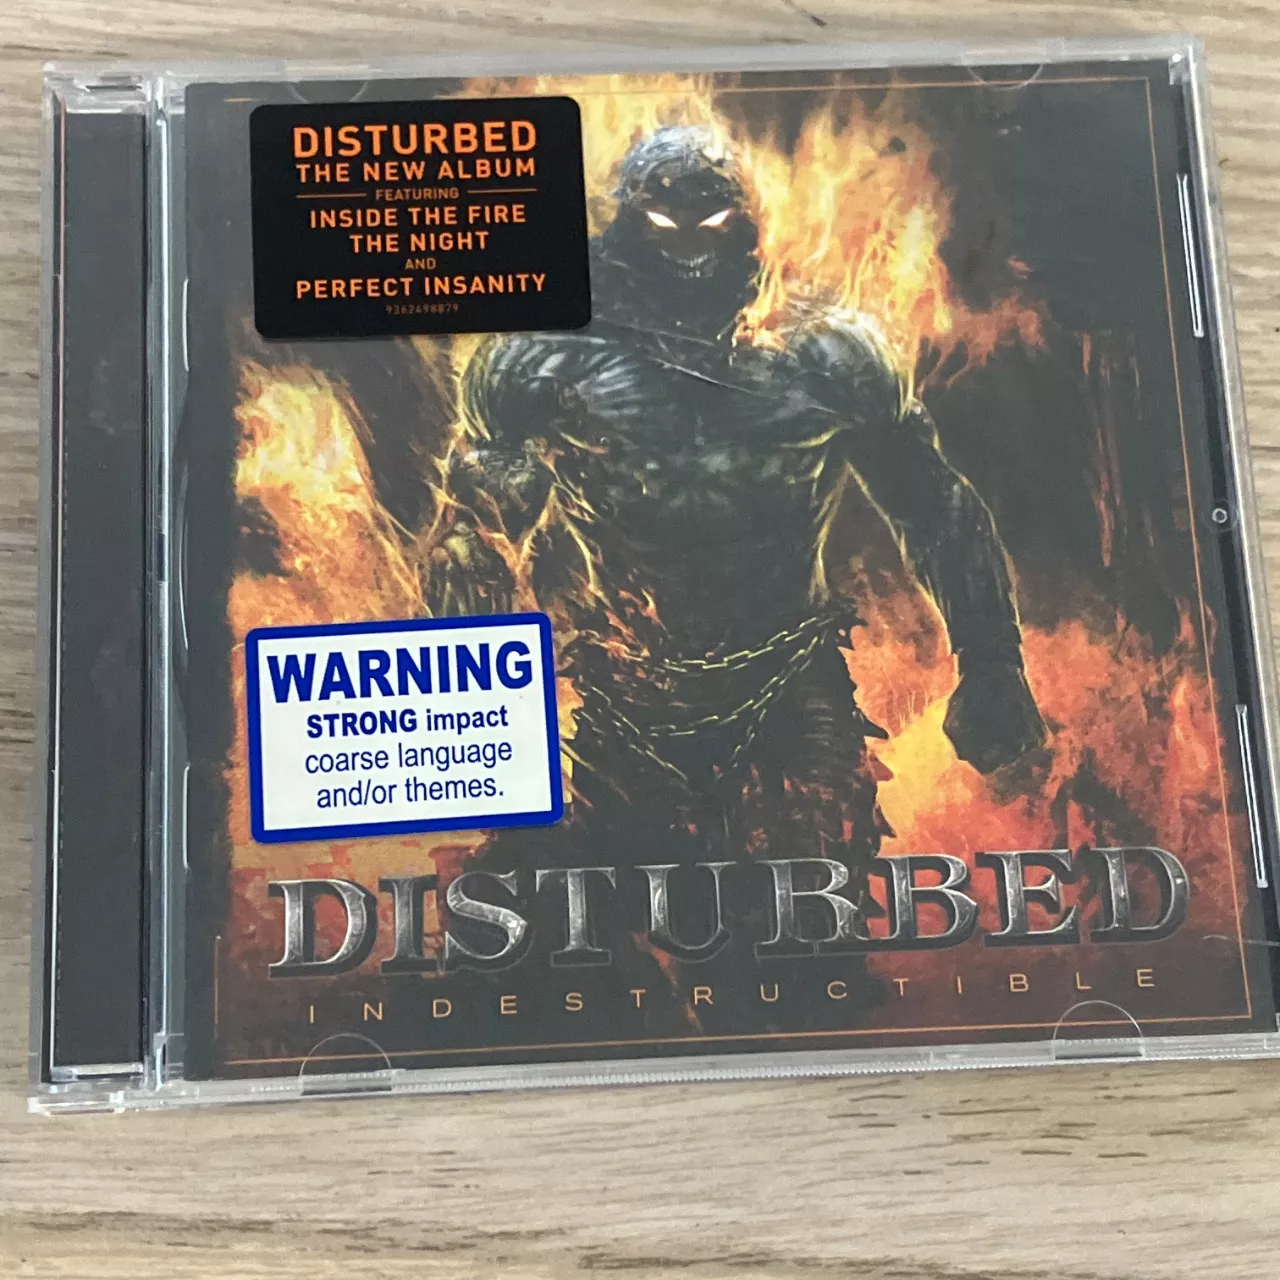 DISTURBED
THE NEW ALBUM
FEATURING
INSIDE THE FIRE
THE NIGHT
AND
PERFECT INSANITY
9362498879
WARNING
STRONG impact
coarse language
and/or themes.
DISTURBED
INDESTRUCTIBLE